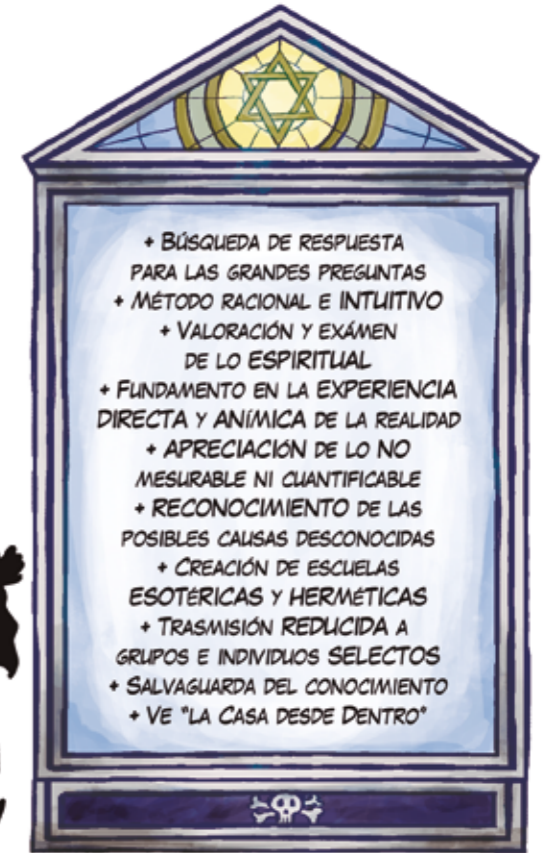 + BÚSQUEDA DE RESPUESTA
PARA LAS GRANDES PREGUNTAS
+ MÉTODO RACIONAL E INTUITIVO
+ VALORACIÓN Y EXÁMEN
DE LO ESPIRITUAL
+ FUNDAMENTO EN LA EXPERIENCIA
DIRECTA Y ANÍMICA DE LA REALIDAD
+ APRECIACIÓN DE LO NO
MESURABLE NI CUANTIFICABLE
+ RECONOCIMIENTO DE LAS
POSIBLES CAUSAS DESCONOCIDAS
+ CREACIÓN DE ESCUELAS
ESOTÉRICAS Y HERMÉTICAS
+ TRASMISIÓN REDUCIDA A
GRUPOS E INDIVIDUOS SELECTOS
+ SALVAGUARDA DEL CONOCIMIENTO
+ VE "LA CASA DESDE DENTRO"